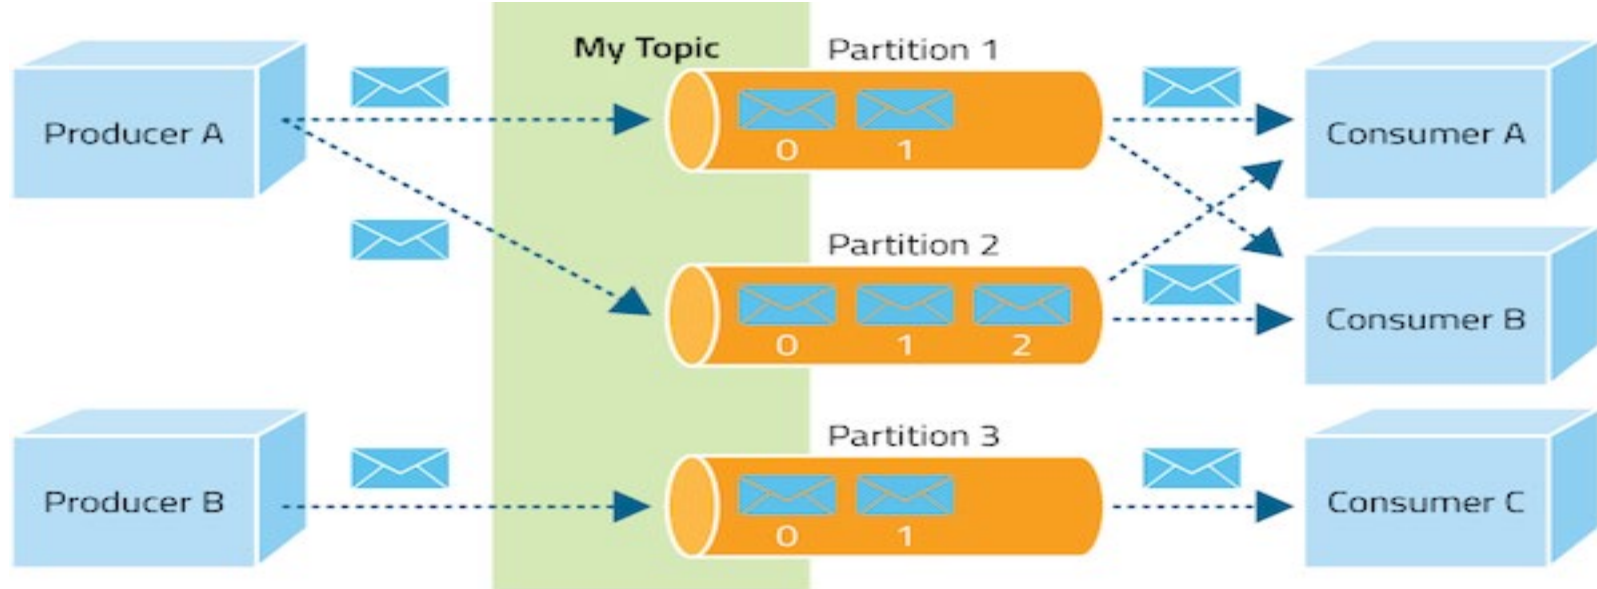 My Topic
Partition 1
Producer A
0 1
Consumer A
Partition 2
0 1 2
Consumer B
Partition 3
Producer B
0 1
Consumer C